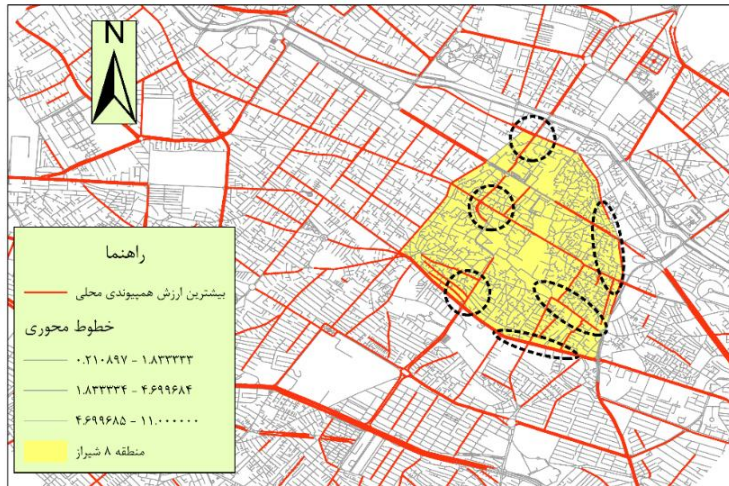 N
راهنما
بیشترین ارزش همپیوندی محلی
خطوط محوری
۰.۲۱۰۸۹۷ - ۱.۸۳۳۳۳۳
۱.۸۳۳۳۳۴ - ۴.۶۹۹۶۸۴
۴.۶۹۹۶۸۵ - ۱۱.۰۰۰۰۰۰
منطقه ۸ شیراز